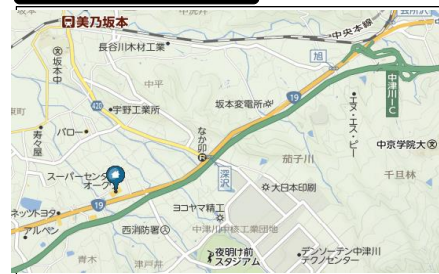 美乃坂本
中央本線
坂本中
長谷川木材工業
旭
中津川IC
中平
420
宇野工業所
坂本変電所
19
エヌ・エス・ピー
バロー
寿々屋
なか卯
中京学院大
茄子川
千旦林
スーパーセンター
オークワ
深沢
大日本印刷
ネッツトヨタ
19
ヨコヤマ精工
アルペン
西消防署
中津川中核工業団地
夜明け前
スタジアム
デンソーテン中津川
テクノセンター
青木
津戸井